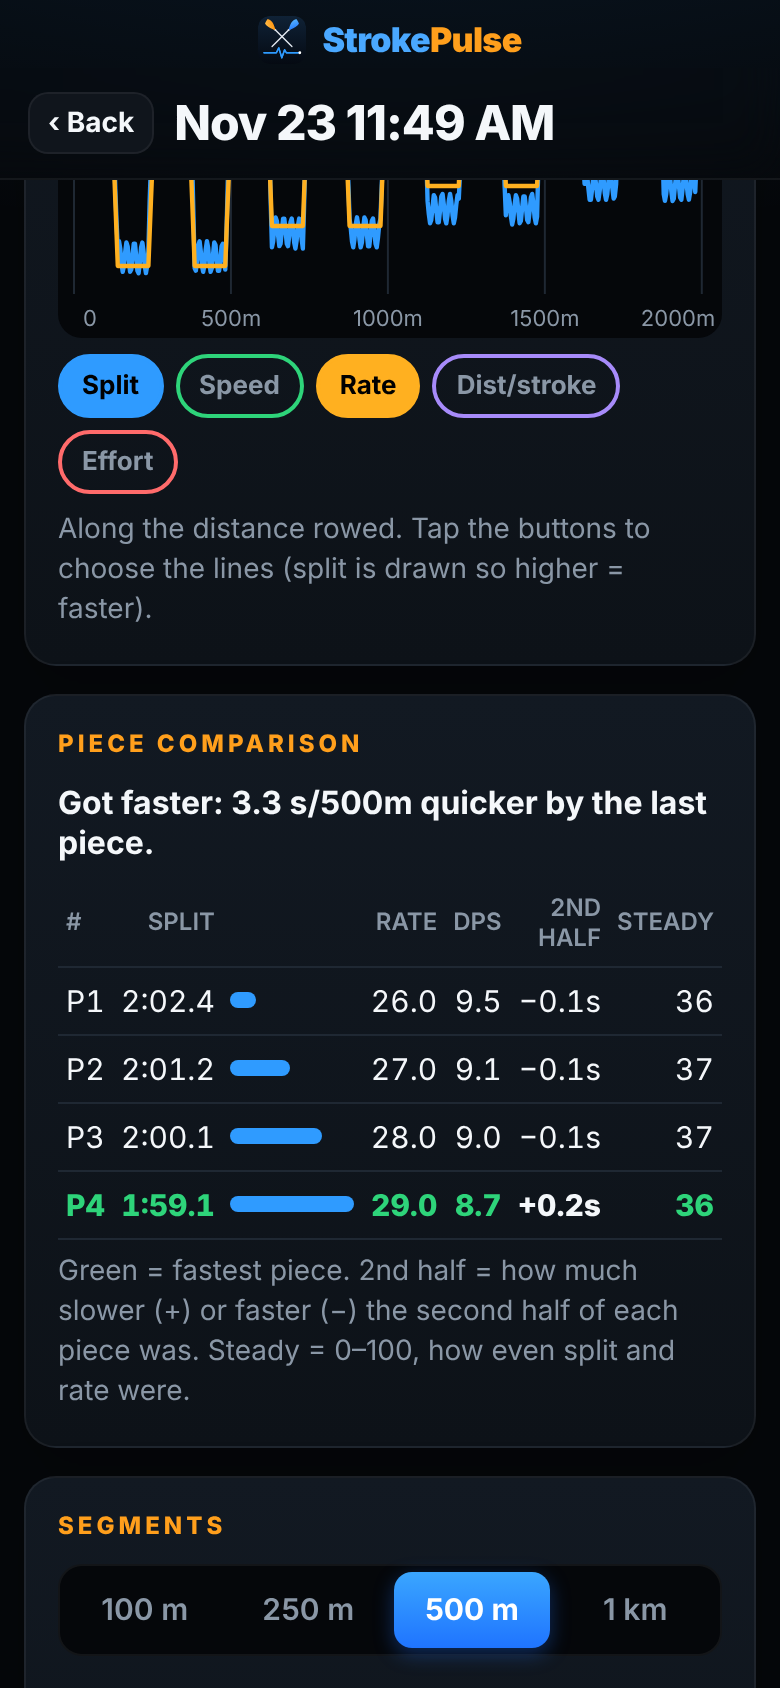 StrokePulse
‹ Back Nov 23 11:49 AM
0 500m 1000m 1500m 2000m
Split Speed Rate Dist/stroke
Effort
Along the distance rowed. Tap the buttons to
choose the lines (split is drawn so higher =
faster).
PIECE COMPARISON
Got faster: 3.3 s/500m quicker by the last
piece.
# SPLIT RATE DPS 2ND HALF STEADY
P1 2:02.4 26.0 9.5 −0.1s 36
P2 2:01.2 27.0 9.1 −0.1s 37
P3 2:00.1 28.0 9.0 −0.1s 37
P4 1:59.1 29.0 8.7 +0.2s 36
Green = fastest piece. 2nd half = how much
slower (+) or faster (−) the second half of each
piece was. Steady = 0–100, how even split and
rate were.
SEGMENTS
100 m 250 m 500 m 1 km